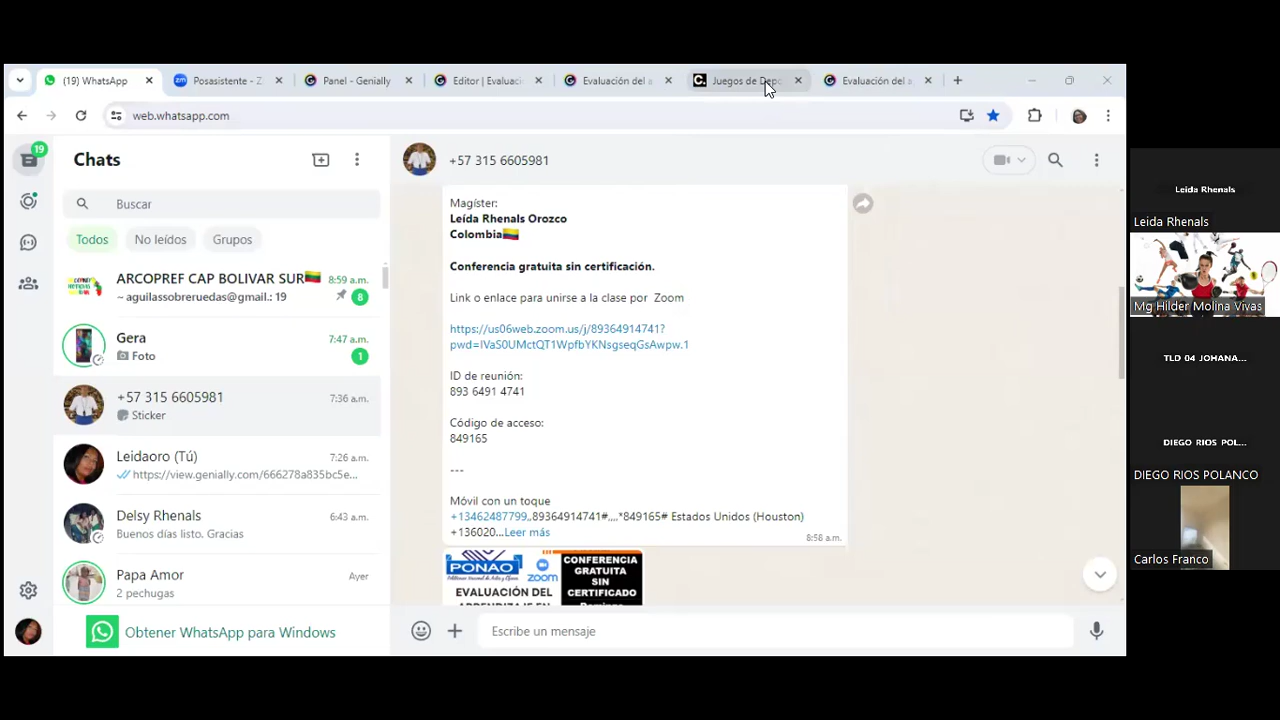 (19) WhatsApp
Posasistente - Z
Panel - Genially
Editor | Evaluaci
Evaluación del a
Juegos de Depo
Evaluación del a
web.whatsapp.com
19
Chats
Buscar
Todos
No leídos
Grupos
ARCOPREF CAP BOLIVAR SUR
8:59 a.m.
~ aguilassobreruedas@gmail.: 19
8
Gera
7:47 a.m.
Foto
1
+57 315 6605981
7:36 a.m.
Sticker
Leidaoro (Tú)
7:26 a.m.
https://view.genially.com/666278a835bc5e...
Delsy Rhenals
6:43 a.m.
Buenos días listo. Gracias
Papa Amor
Ayer
2 pechugas
Obtener WhatsApp para Windows
+57 315 6605981
Magíster:
Leída Rhenals Orozco
Colombia
Conferencia gratuita sin certificación.
Link o enlace para unirse a la clase por Zoom
https://us06web.zoom.us/j/89364914741?
pwd=lVaS0UMctQT1WpfbYKNsgseqGsAwpw.1
ID de reunión:
893 6491 4741
Código de acceso:
849165
---
Móvil con un toque
+13462487799,,89364914741#,,,,*849165# Estados Unidos (Houston)
+136020...Leer más
8:58 a.m.
PONAO
zoom
CONFERENCIA
GRATUITA
SIN
CERTIFICADO
EVALUACIÓN DEL
Escribe un mensaje
Leida Rhenals
Leida Rhenals
Mg Hilder Molina Vivas
TLD 04 JOHANA...
DIEGO RIOS POL...
DIEGO RIOS POLANCO
Carlos Franco